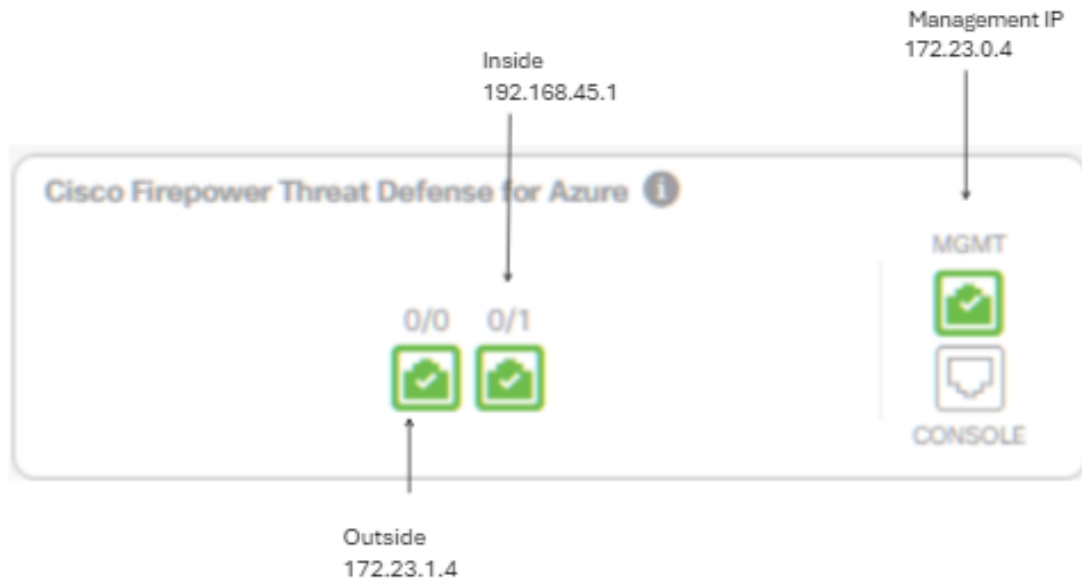 Management IP
172.23.0.4
Inside
192.168.45.1
Cisco Firepower Threat Defense for Azure
MGMT
0/0 0/1
CONSOLE
Outside
172.23.1.4